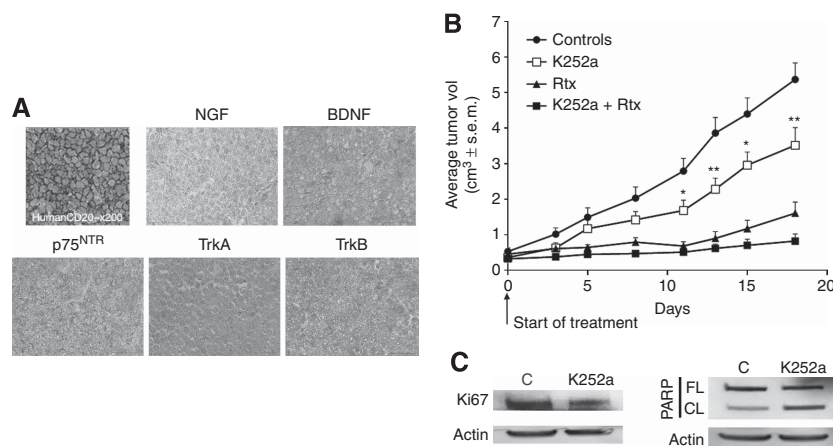 A
NGF
BDNF
HumanCD20-x200
p75NTR
TrkA
TrkB
B
Average tumor vol
(cm3 ± s.e.m.)
7
6
5
4
3
2
1
0
Controls
K252a
Rtx
K252a + Rtx
*
**
*
**
0
5
10
15
20
Days
Start of treatment
C
C
K252a
Ki67
Actin
C
K252a
PARP
FL
CL
Actin